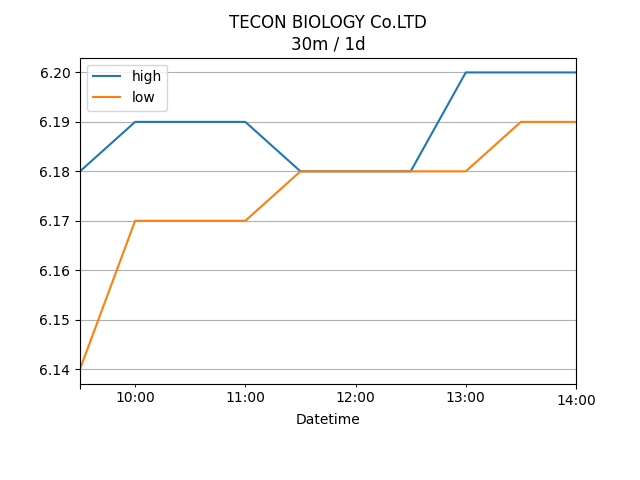 TECON BIOLOGY Co.LTD
30m / 1d
high
low
6.20
6.19
6.18
6.17
6.16
6.15
6.14
10:00 11:00 12:00 13:00 14:00
Datetime